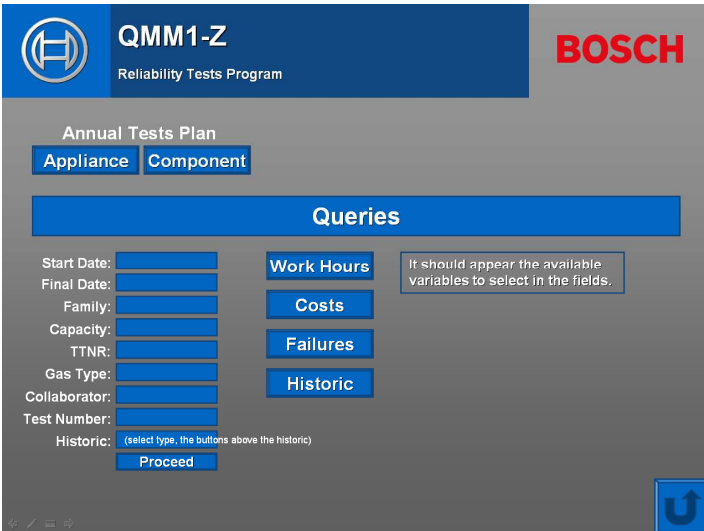 QMM1-Z
Reliability Tests Program
BOSCH
Annual Tests Plan
Appliance
Component
Queries
Start Date:
Final Date:
Family:
Capacity:
TTNR:
Gas Type:
Collaborator:
Test Number:
Historic: (select type, the buttons above the historic)
Proceed
Work Hours
Costs
Failures
Historic
It should appear the available
variables to select in the fields.